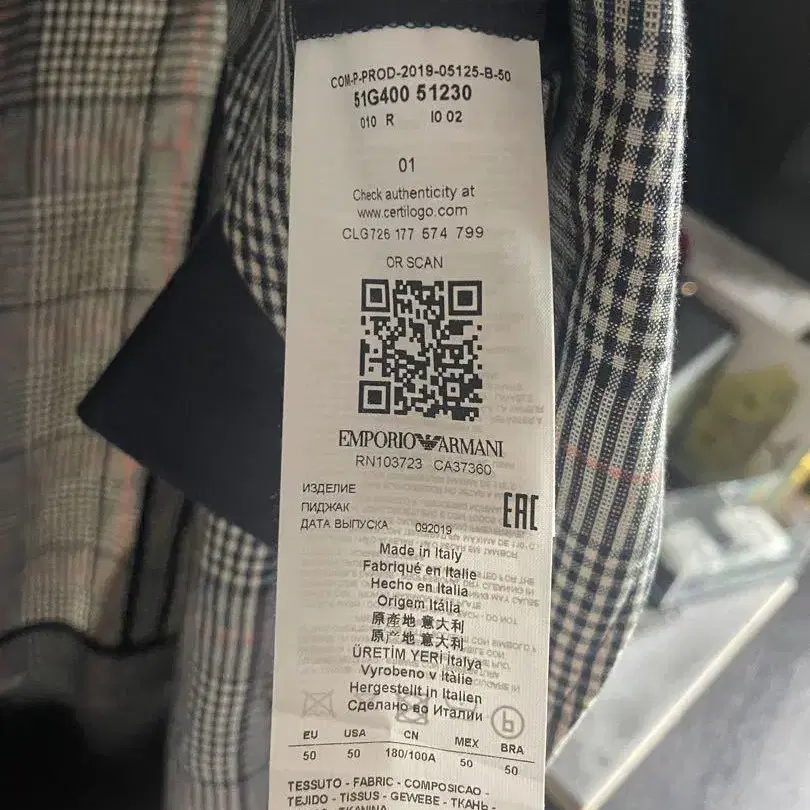 COM-P-PROD-2019-05125-B-50
51G400 51230
010 R IO 02
01
Check authenticity at
www.certilogo.com
CLG726 177 574 799
OR SCAN
EMPORIO ARMANI
RN103723 CA37360
ИЗДЕЛИЕ
ПИДЖАК
ДАТА ВЫПУСКА 092019
EAC
Made in Italy
Fabriqué en Italie
Hecho en Italia
Origem Itália
原產地 意大利
原产地 意大利
ÜRETİM YERİ İtalya
Vyrobeno v Itálie
Hergestellt in Italien
Сделано во Италии
EU USA CN MEX BRA
50 50 180/100A 50 50
TESSUTO - FABRIC - COMPOSICAO -
TEJIDO - TISSUS - GEWEBE - ТКАНЬ -